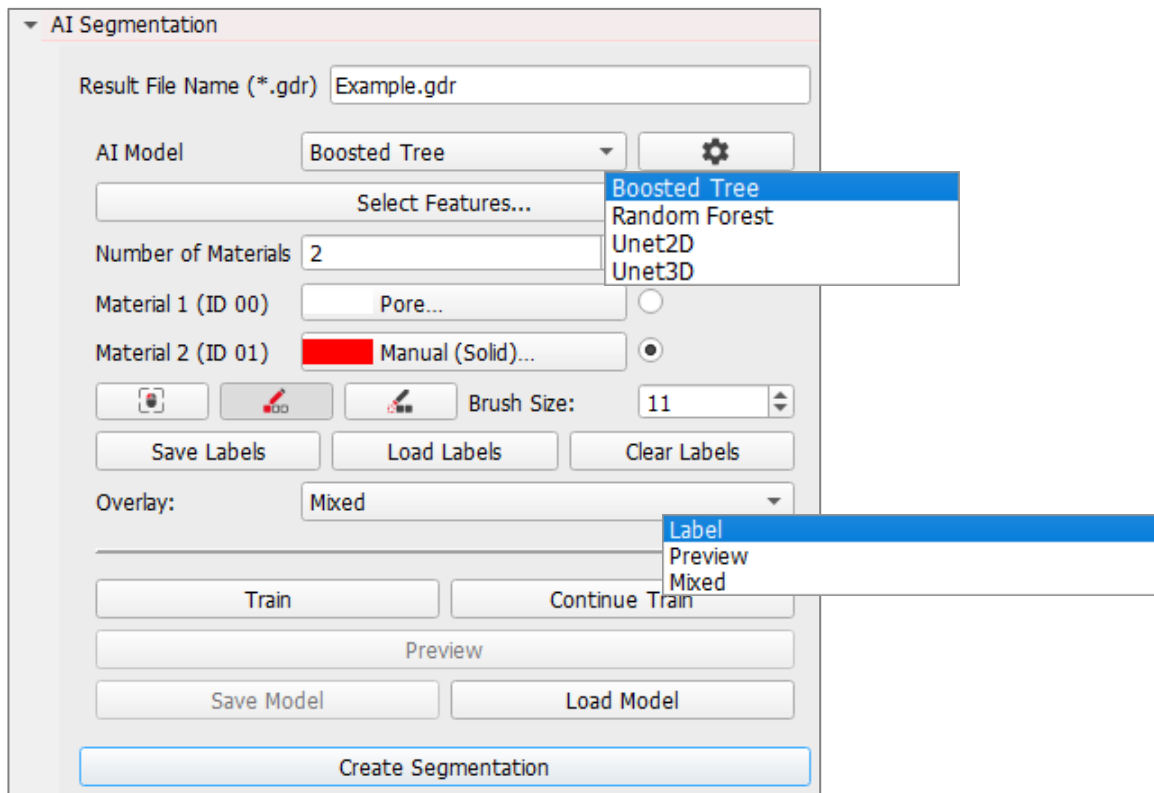 AI Segmentation
Result File Name (*.gdr) Example.gdr
AI Model Boosted Tree
Boosted Tree
Select Features...
Random Forest
Unet2D
Number of Materials 2
Unet3D
Material 1 (ID 00) Pore...
Material 2 (ID 01) Manual (Solid)...
Brush Size: 11
Save Labels Load Labels Clear Labels
Overlay: Mixed
Label
Preview
Mixed
Train Continue Train
Preview
Save Model Load Model
Create Segmentation